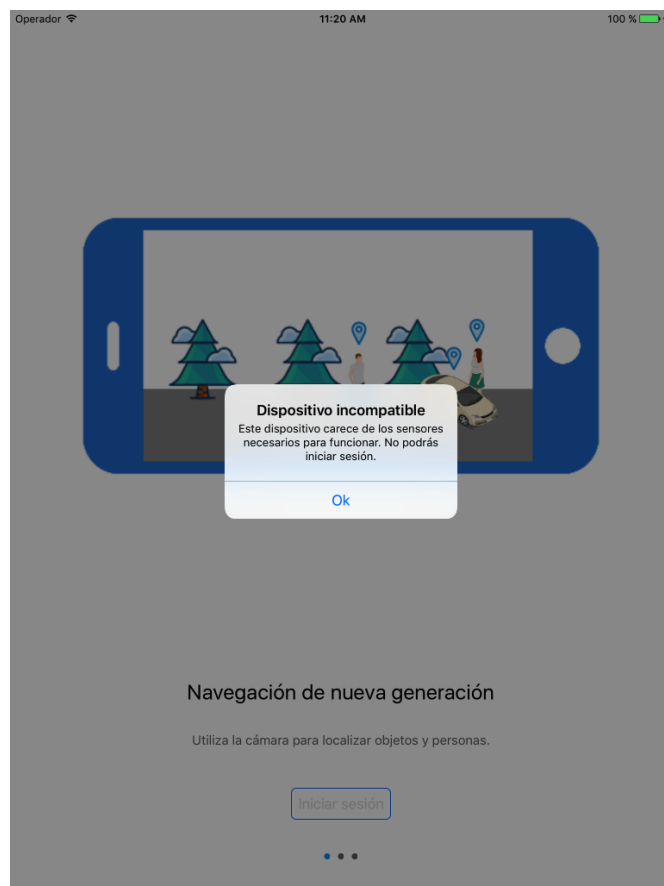 Operador 11:20 AM 100 %
Dispositivo incompatible
Este dispositivo carece de los sensores
necesarios para funcionar. No podrás
iniciar sesión.
Ok
Navegación de nueva generación
Utiliza la cámara para localizar objetos y personas.
Iniciar sesión